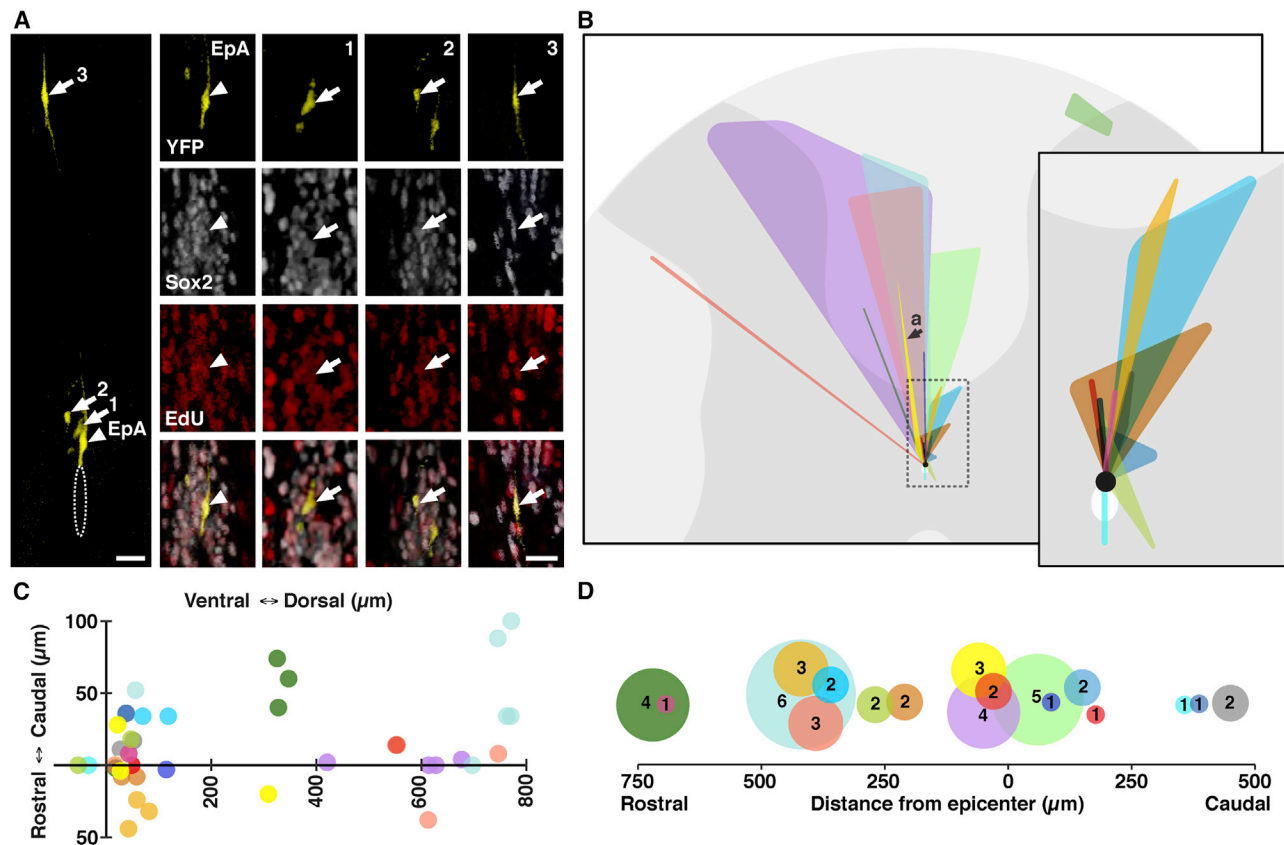 A
3
2
1
EpA
EpA
1
2
3
YFP
Sox2
EdU
B
a
C
Ventral ↔ Dorsal (µm)
Rostral ↔ Caudal (µm)
100
50
50
200
400
600
800
D
4
1
3
6
2
3
2
2
3
2
4
5
1
2
1
1
1
2
750
500
250
0
250
500
Rostral
Distance from epicenter (µm)
Caudal